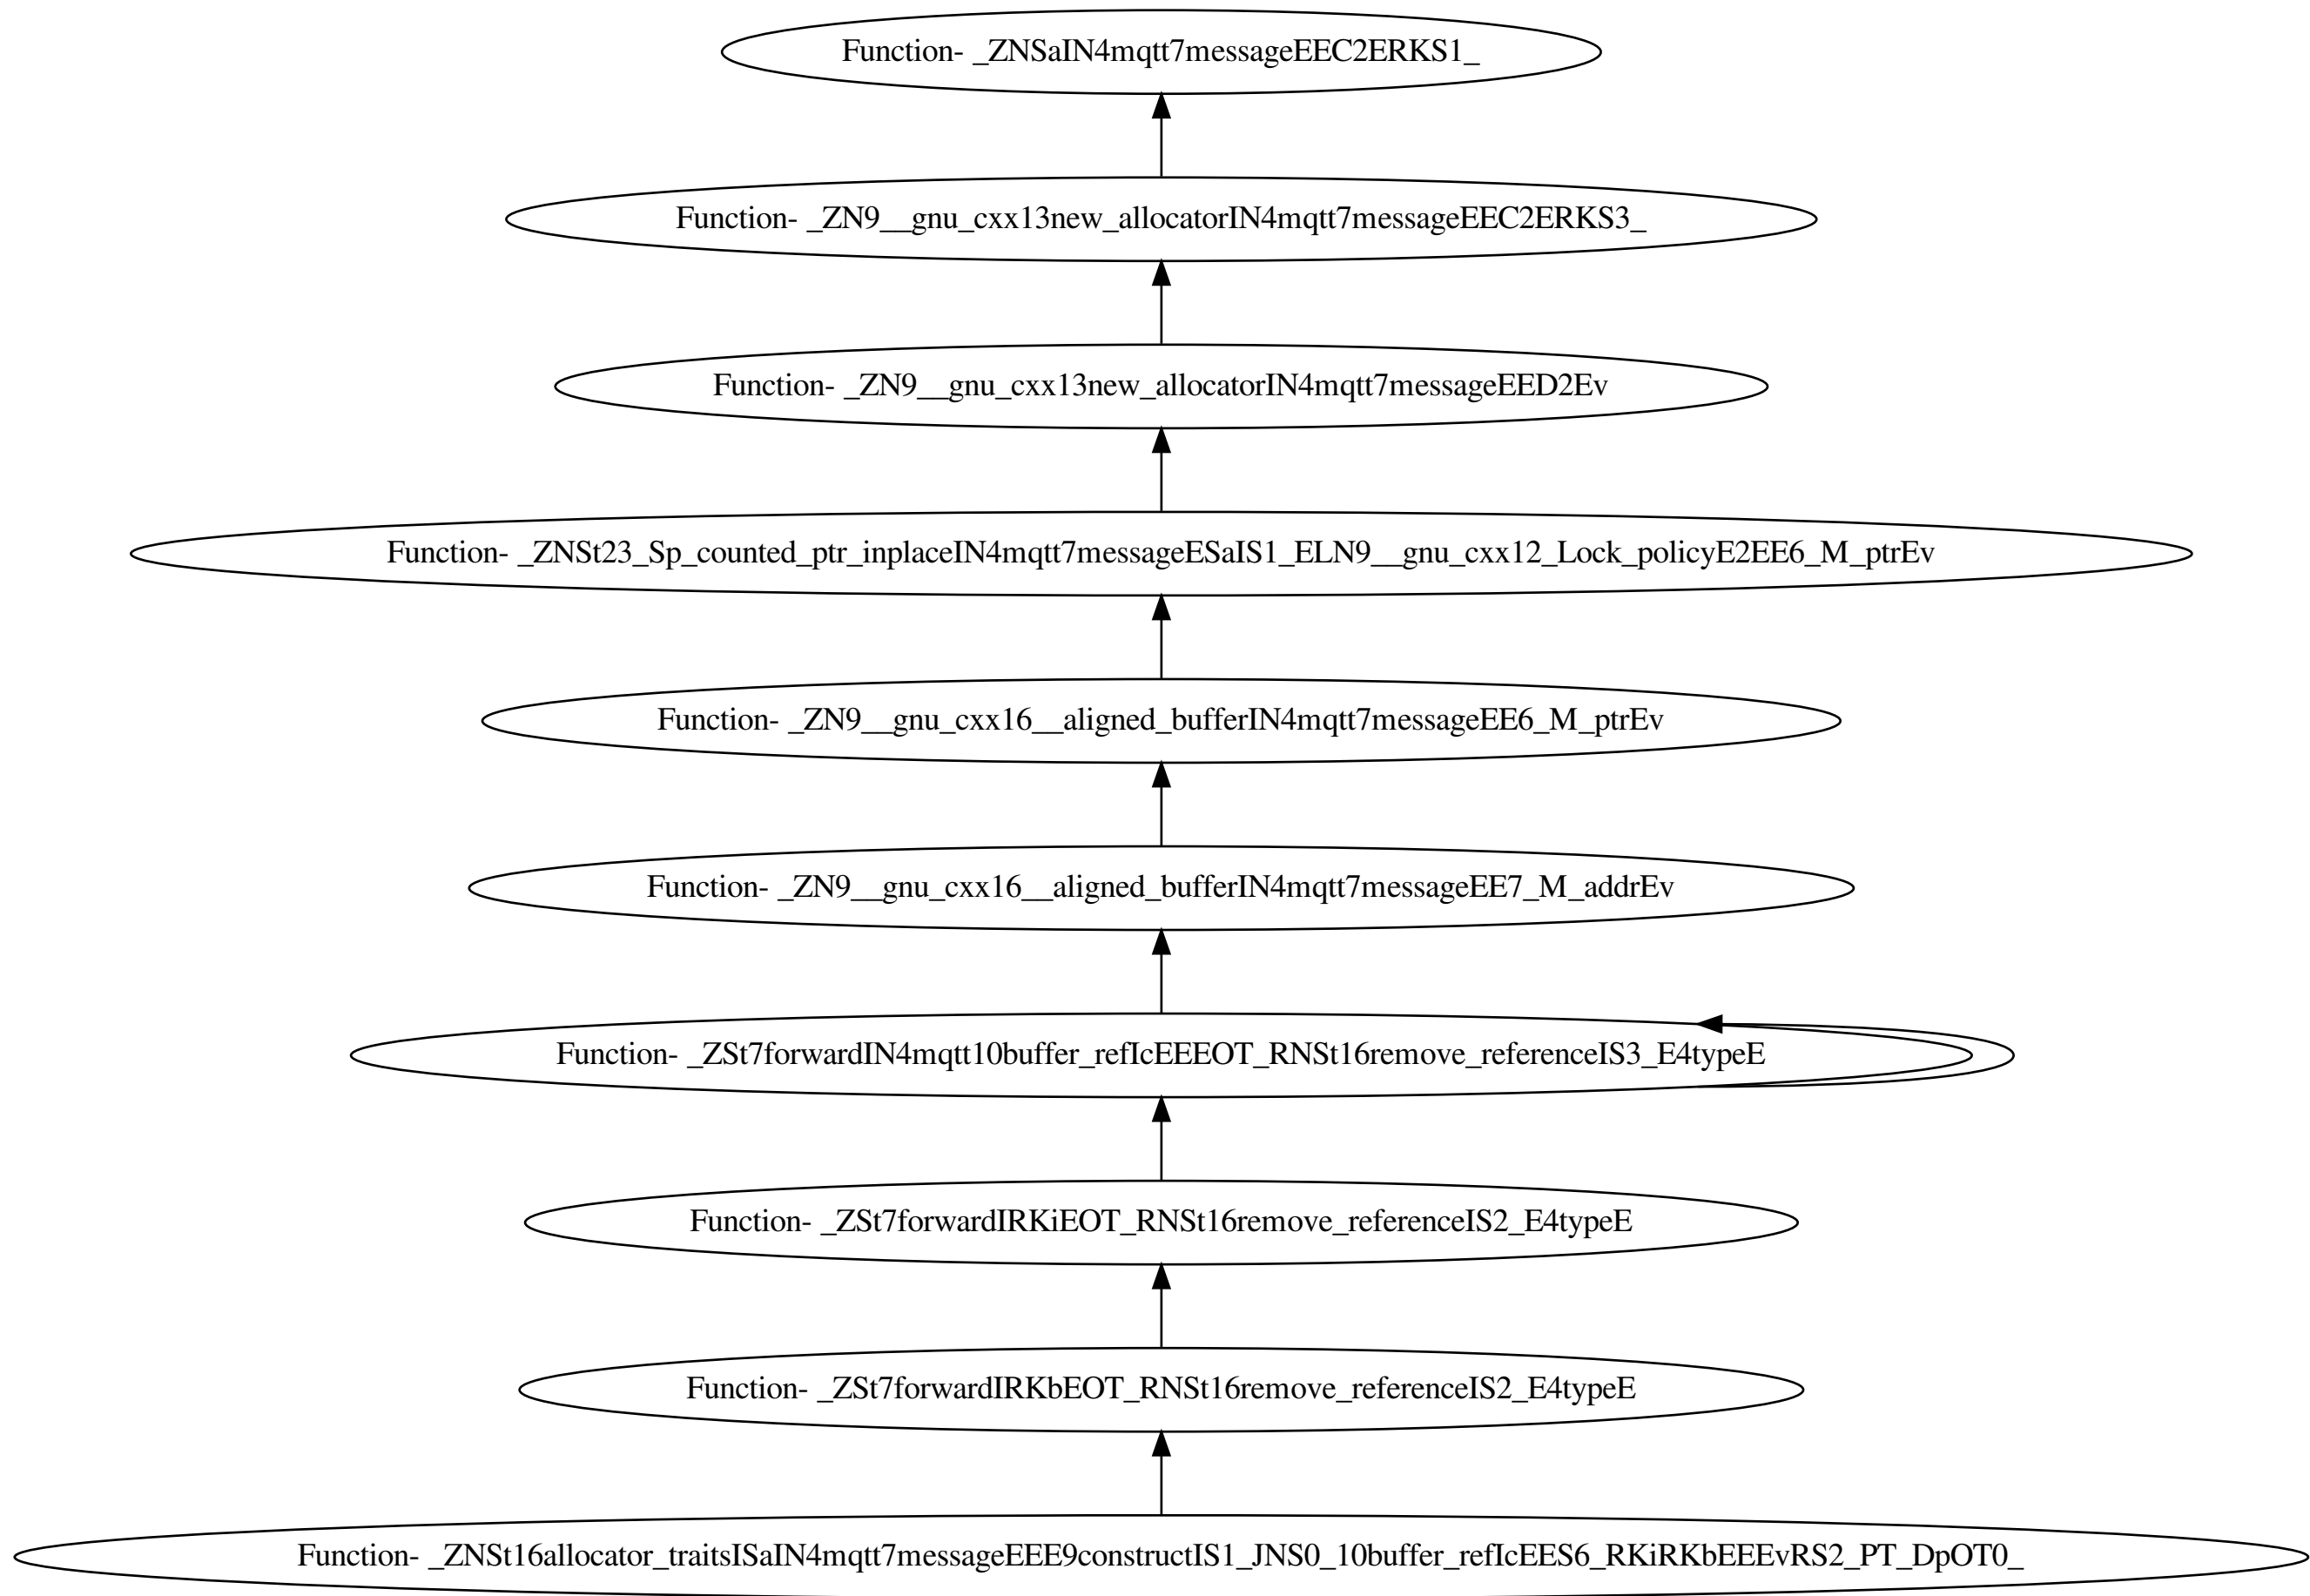 Function- _ZNSaIN4mqtt7messageEEC2ERKS1_
Function- _ZN9__gnu_cxx13new_allocatorIN4mqtt7messageEEC2ERKS3_
Function- _ZN9__gnu_cxx13new_allocatorIN4mqtt7messageEED2Ev
Function- _ZNSt23_Sp_counted_ptr_inplaceIN4mqtt7messageESaIS1_ELN9__gnu_cxx12_Lock_policyE2EE6_M_ptrEv
Function- _ZN9__gnu_cxx16__aligned_bufferIN4mqtt7messageEE6_M_ptrEv
Function- _ZN9__gnu_cxx16__aligned_bufferIN4mqtt7messageEE7_M_addrEv
Function- _ZSt7forwardIN4mqtt10buffer_refIcEEEOT_RNSt16remove_referenceIS3_E4typeE
Function- _ZSt7forwardIRKiEOT_RNSt16remove_referenceIS2_E4typeE
Function- _ZSt7forwardIRKbEOT_RNSt16remove_referenceIS2_E4typeE
Function- _ZNSt16allocator_traitsISaIN4mqtt7messageEEE9constructIS1_JNS0_10buffer_refIcEES6_RKiRKbEEEvRS2_PT_DpOT0_